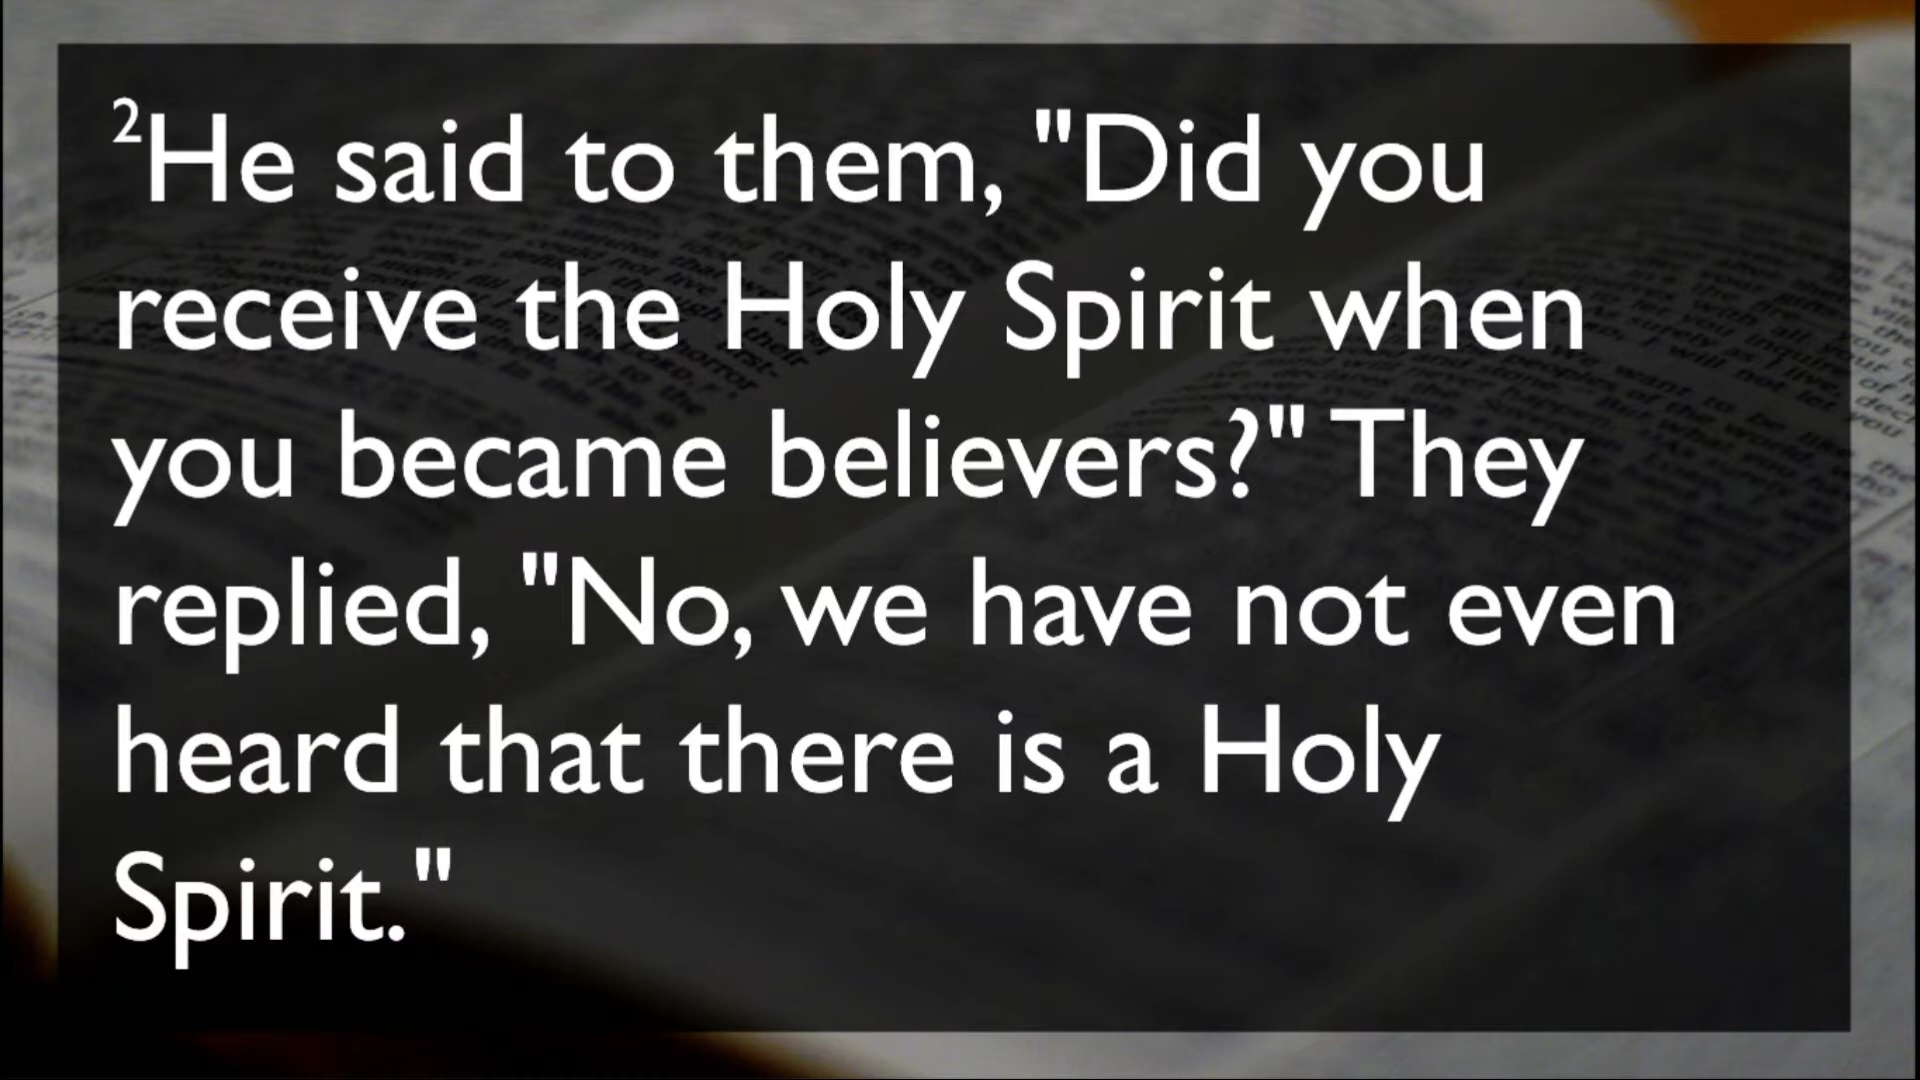 ²He said to them, "Did you
receive the Holy Spirit when
you became believers?" They
replied, "No, we have not even
heard that there is a Holy
Spirit."